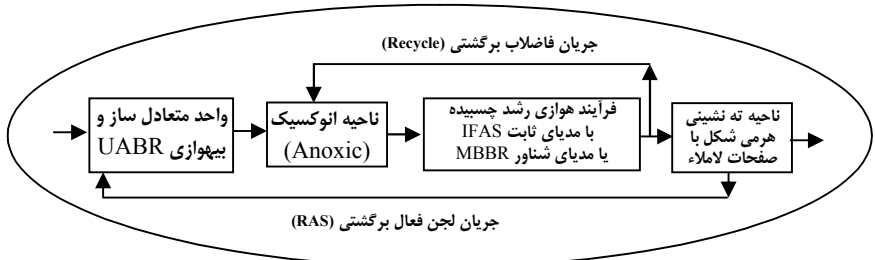 جریان فاضلاب برگشتی (Recycle)
واحد متعادل ساز و
بیهوازی UABR
ناحیه انوکسیک
(Anoxic)
فرآیند هوازی رشد چسبیده
با مدیای ثابت IFAS
یا مدیای شناور MBBR
ناحیه ته نشینی
هرمی شکل با
صفحات لاملاء
جریان لجن فعال برگشتی (RAS)